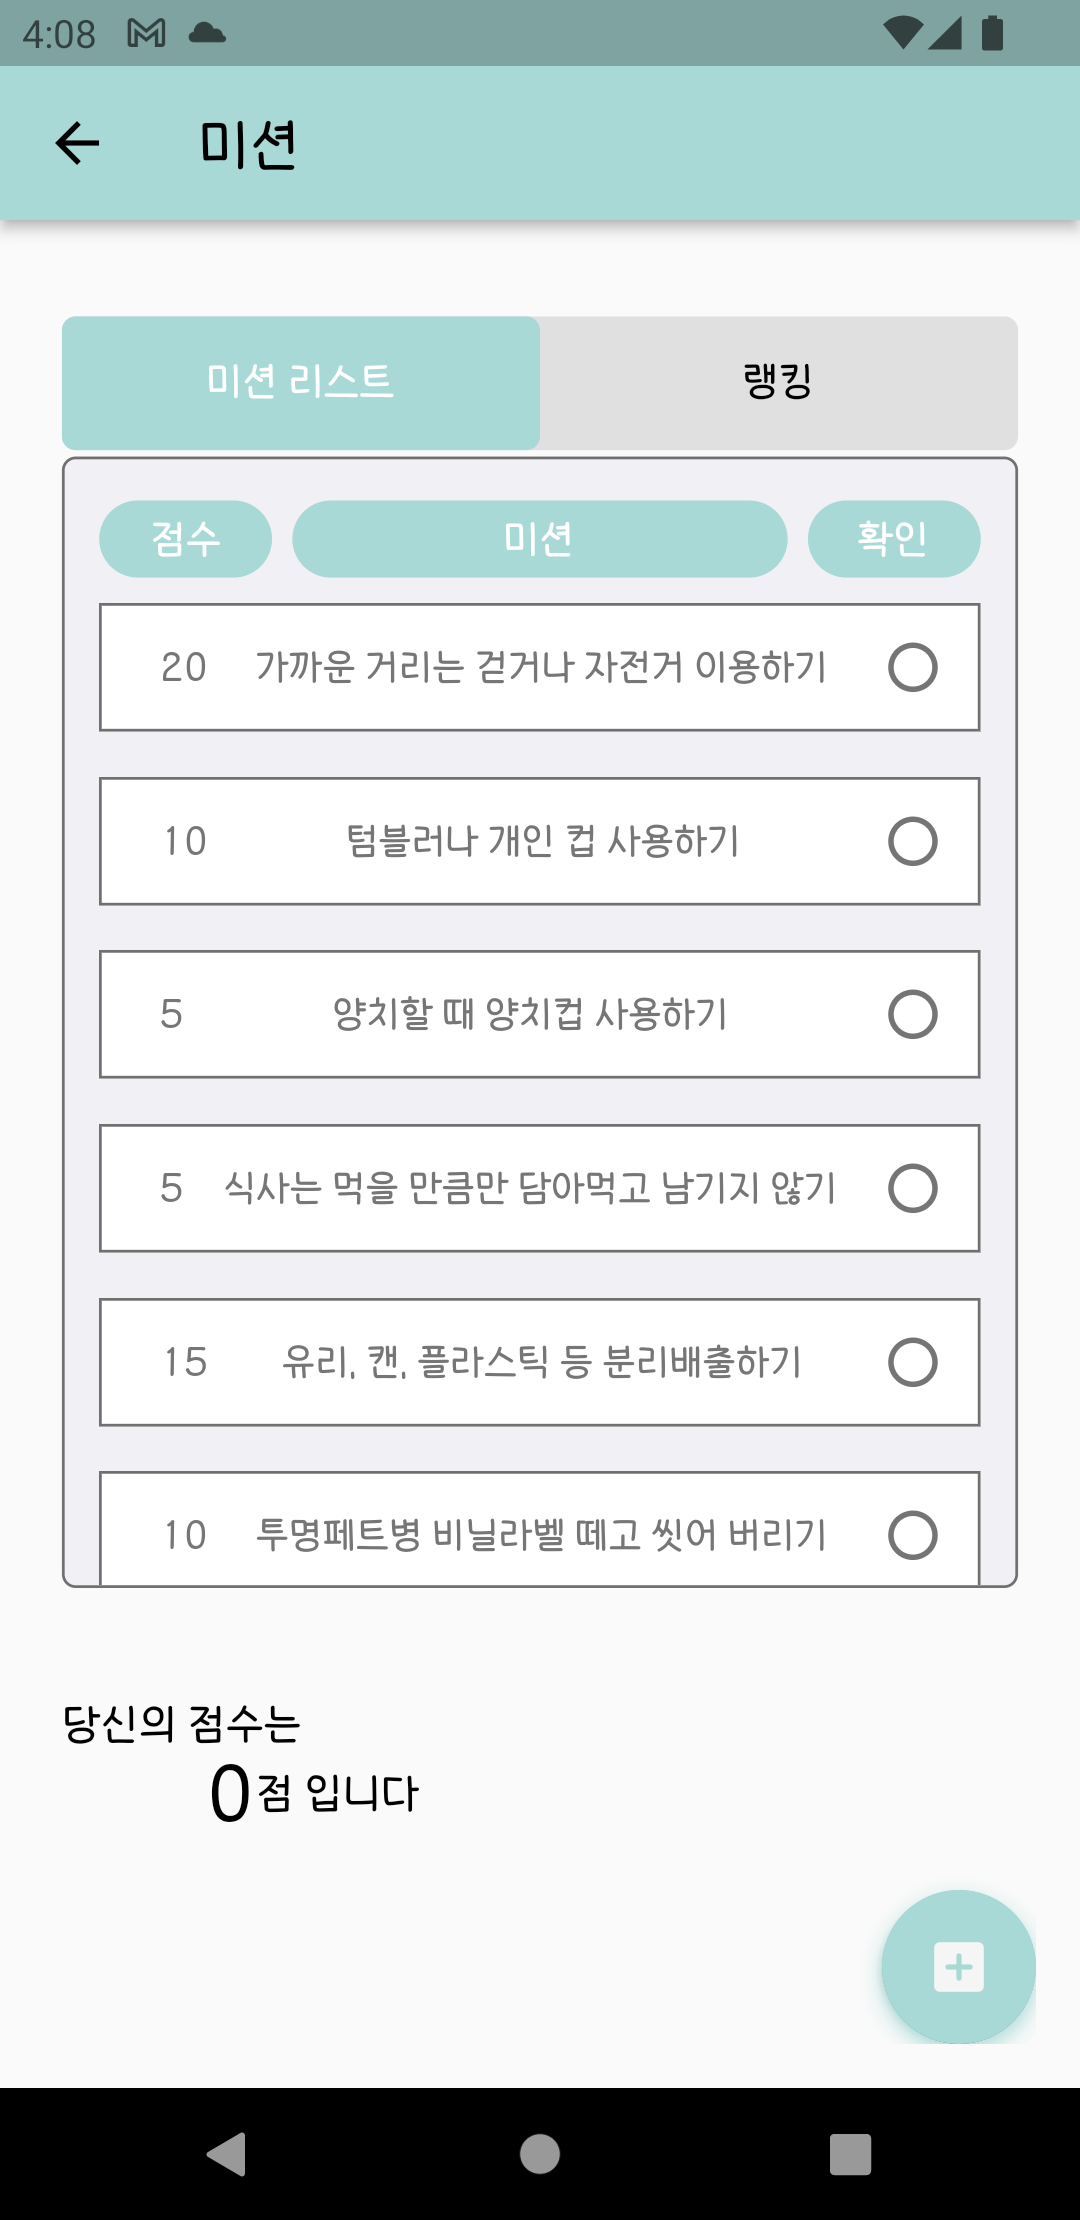 4:08
미션
미션 리스트 랭킹
점수 미션 확인
20 가까운 거리는 걷거나 자전거 이용하기
10 텀블러나 개인 컵 사용하기
5 양치할 때 양치컵 사용하기
5 식사는 먹을 만큼만 담아먹고 남기지 않기
15 유리, 캔, 플라스틱 등 분리배출하기
10 투명페트병 비닐라벨 떼고 씻어 버리기
당신의 점수는
0점 입니다